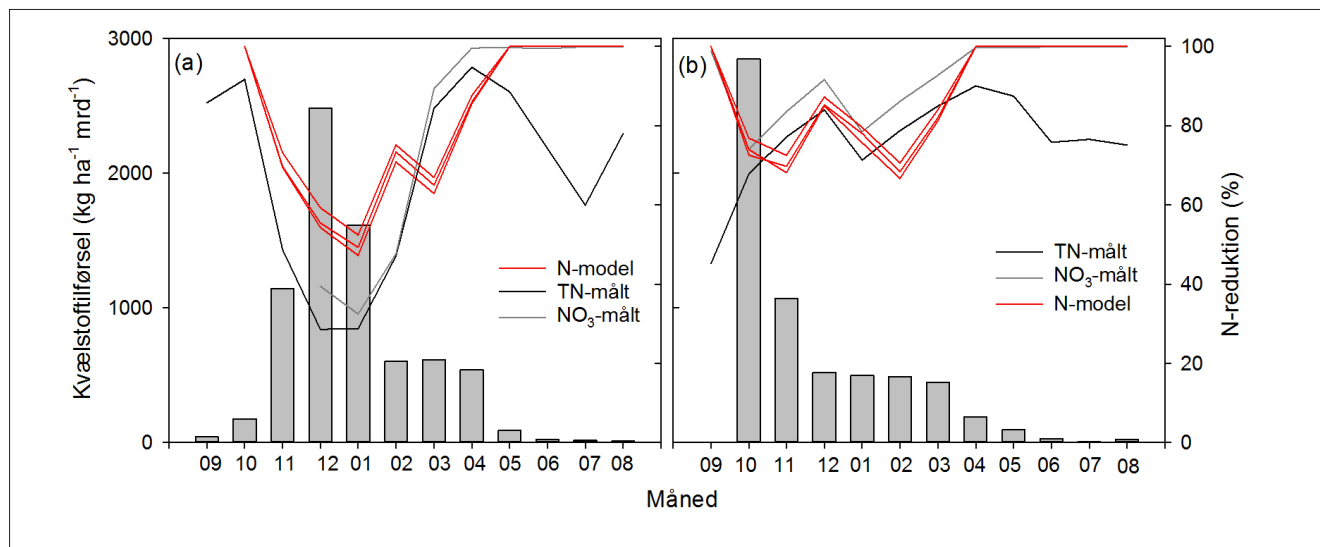 Kvælstoftilførsel (kg ha⁻¹ mrd⁻¹)
3000
2000
1000
0
(a)
N-model
TN-målt
NO₃-målt
09 10 11 12 01 02 03 04 05 06 07 08
(b)
TN-målt
NO₃-målt
N-model
09 10 11 12 01 02 03 04 05 06 07 08
100
80
60
40
20
0
N-reduktion (%)
Måned